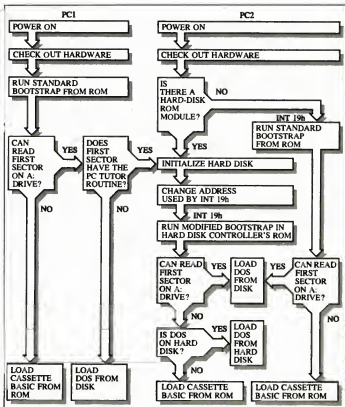 PC1
POWER ON
CHECK OUT HARDWARE
RUN STANDARD
BOOTSTRAP FROM ROM
CAN
READ
FIRST
SECTOR
ON A:
DRIVE?
YES
NO
DOES
FIRST
SECTOR
HAVE THE
PC TUTOR
ROUTINE?
YES
NO
LOAD
CASSETTE
BASIC FROM
ROM
LOAD
DOS FROM
DISK
PC2
POWER ON
CHECK OUT HARDWARE
IS
THERE A
HARD-DISK
ROM
MODULE?
NO
YES
INT 19h
RUN STANDARD
BOOTSTRAP
FROM ROM
INITIALIZE HARD DISK
CHANGE ADDRESS
USED BY INT 19h
INT 19h
RUN MODIFIED BOOTSTRAP IN
HARD DISK CONTROLLER'S ROM
CAN READ
FIRST
SECTOR
ON A:
DRIVE?
YES
NO
LOAD
DOS
FROM
DISK
YES
CAN READ
FIRST
SECTOR
ON A:
DRIVE?
NO
IS DOS
ON HARD
DISK?
YES
NO
LOAD
DOS
FROM
HARD
DISK
LOAD CASSETTE
BASIC FROM ROM
LOAD CASSETTE
BASIC FROM ROM